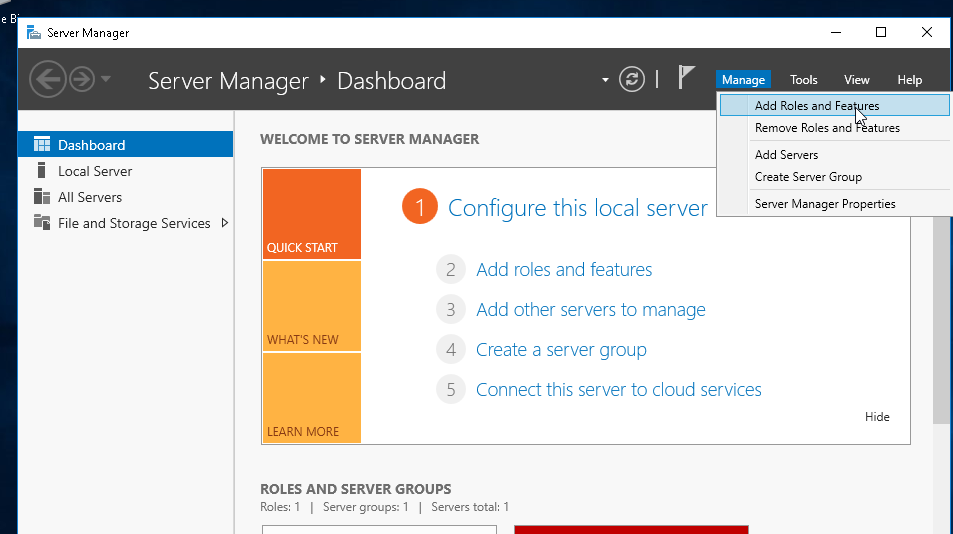 e Bi
Server Manager
Server Manager ‣ Dashboard
Manage Tools View Help
Add Roles and Features
Remove Roles and Features
Add Servers
Create Server Group
Server Manager Properties
Dashboard
Local Server
All Servers
File and Storage Services
WELCOME TO SERVER MANAGER
QUICK START
WHAT'S NEW
LEARN MORE
1 Configure this local server
2 Add roles and features
3 Add other servers to manage
4 Create a server group
5 Connect this server to cloud services
Hide
ROLES AND SERVER GROUPS
Roles: 1 | Server groups: 1 | Servers total: 1